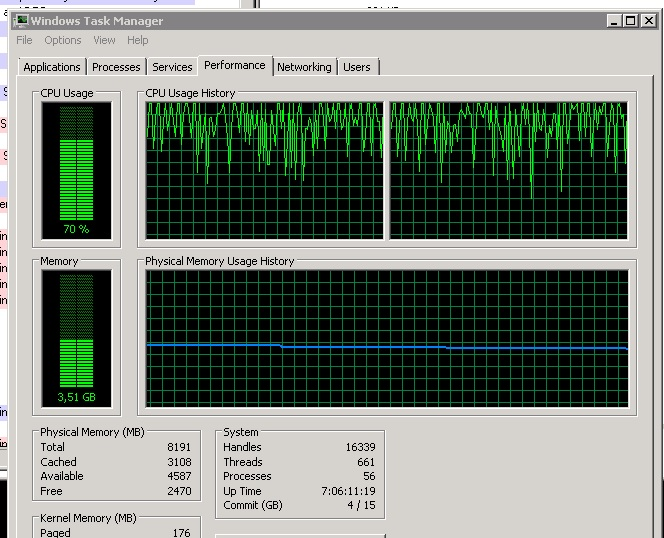 Windows Task Manager
File Options View Help
Applications Processes Services Performance Networking Users
CPU Usage
CPU Usage History
70 %
Memory
Physical Memory Usage History
3,51 GB
Physical Memory (MB)
Total 8191
Cached 3108
Available 4587
Free 2470
System
Handles 16339
Threads 661
Processes 56
Up Time 7:06:11:19
Commit (GB) 4 / 15
Kernel Memory (MB)
Paged 176